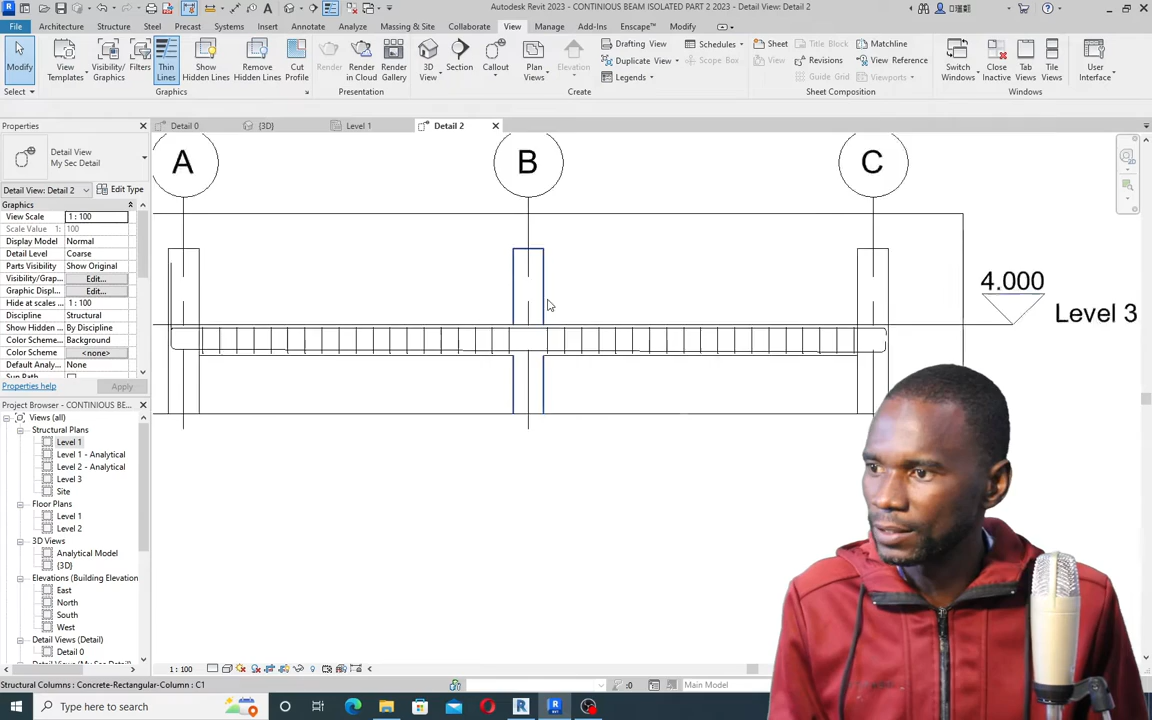 Autodesk Revit 2023 - CONTINIOUS BEAM ISOLATED PART 2 2023 - Detail View: Detail 2
File Architecture Structure Steel Precast Systems Insert Annotate Analyze Massing & Site Collaborate View Manage Add-Ins Enscape™ Modify
Modify
View Templates
Visibility/ Graphics
Filters
Thin Lines
Show Hidden Lines
Remove Hidden Lines
Cut Profile
Render
Render in Cloud
Render Gallery
3D View
Section
Callout
Plan Views
Elevation
Drafting View
Duplicate View
Legends
Schedules
Scope Box
Sheet
View
Title Block
Revisions
Guide Grid
Matchline
View Reference
Viewports
Switch Windows
Close Inactive
Tab Views
Tile Views
User Interface
Select
Graphics
Presentation
Create
Sheet Composition
Windows
Properties
Detail 0
{3D}
Level 1
Detail 2
Detail View
My Sec Detail
Detail View: Detail 2
Edit Type
Graphics
View Scale 1 : 100
Scale Value 1: 100
Display Model Normal
Detail Level Coarse
Parts Visibility Show Original
Visibility/Grap... Edit...
Graphic Displ... Edit...
Hide at scales ... 1 : 100
Discipline Structural
Show Hidden ... By Discipline
Color Scheme ... Background
Color Scheme <none>
Default Analy... None
Sun Path
Properties help
Apply
Project Browser - CONTINIOUS BE...
Views (all)
Structural Plans
Level 1
Level 1 - Analytical
Level 2 - Analytical
Level 3
Site
Floor Plans
Level 1
Level 2
3D Views
Analytical Model
{3D}
Elevations (Building Elevation
East
North
South
West
Detail Views (Detail)
Detail 0
Detail Views (My Sec Detail)
A
B
C
4.000
Level 3
1 : 100
Structural Columns : Concrete-Rectangular-Column : C1
:0
Main Model
Type here to search